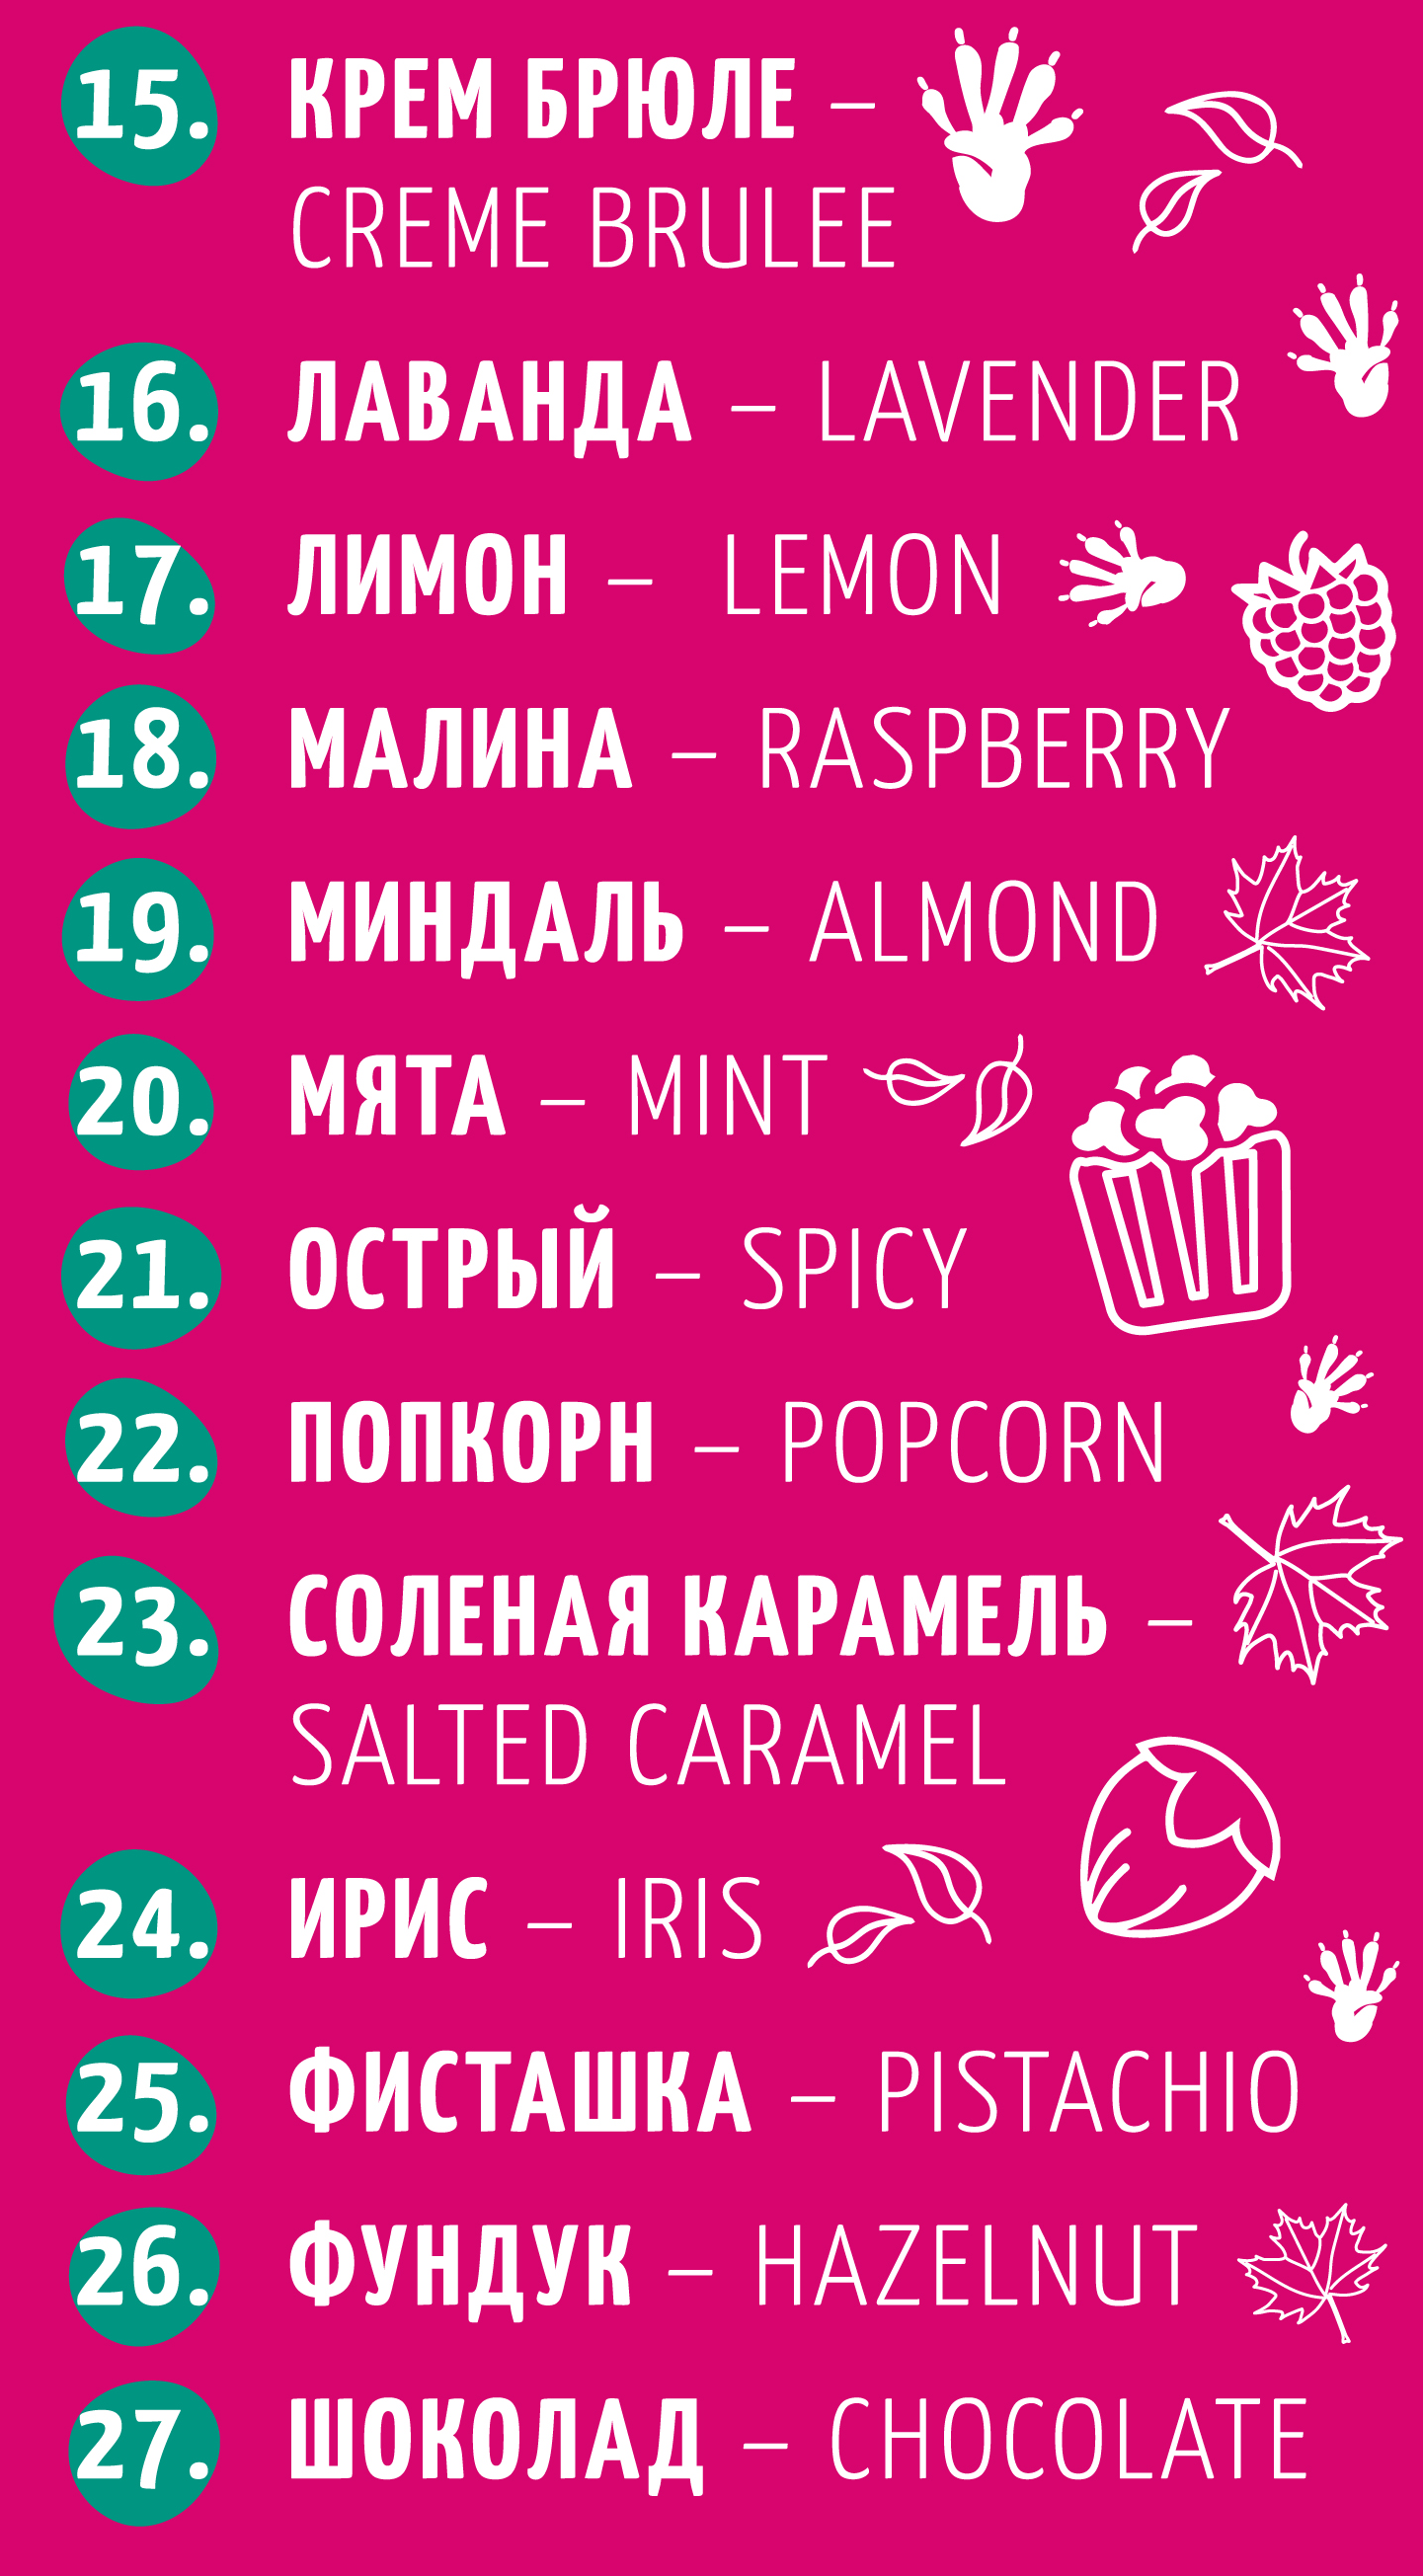 15. КРЕМ БРЮЛЕ –
CREME BRULEE
16. ЛАВАНДА – LAVENDER
17. ЛИМОН – LEMON
18. МАЛИНА – RASPBERRY
19. МИНДАЛЬ – ALMOND
20. МЯТА – MINT
21. ОСТРЫЙ – SPICY
22. ПОПКОРН – POPCORN
23. СОЛЕНАЯ КАРАМЕЛЬ –
SALTED CARAMEL
24. ИРИС – IRIS
25. ФИСТАШКА – PISTACHIO
26. ФУНДУК – HAZELNUT
27. ШОКОЛАД – CHOCOLATE